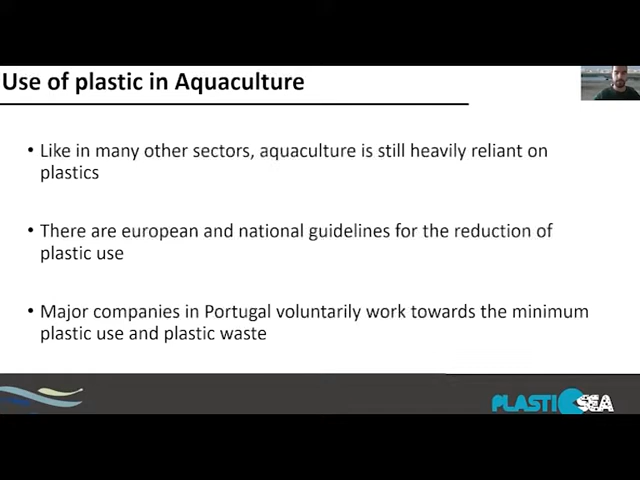 Use of plastic in Aquaculture
• Like in many other sectors, aquaculture is still heavily reliant on
plastics
• There are european and national guidelines for the reduction of
plastic use
• Major companies in Portugal voluntarily work towards the minimum
plastic use and plastic waste
PLASTICSEA